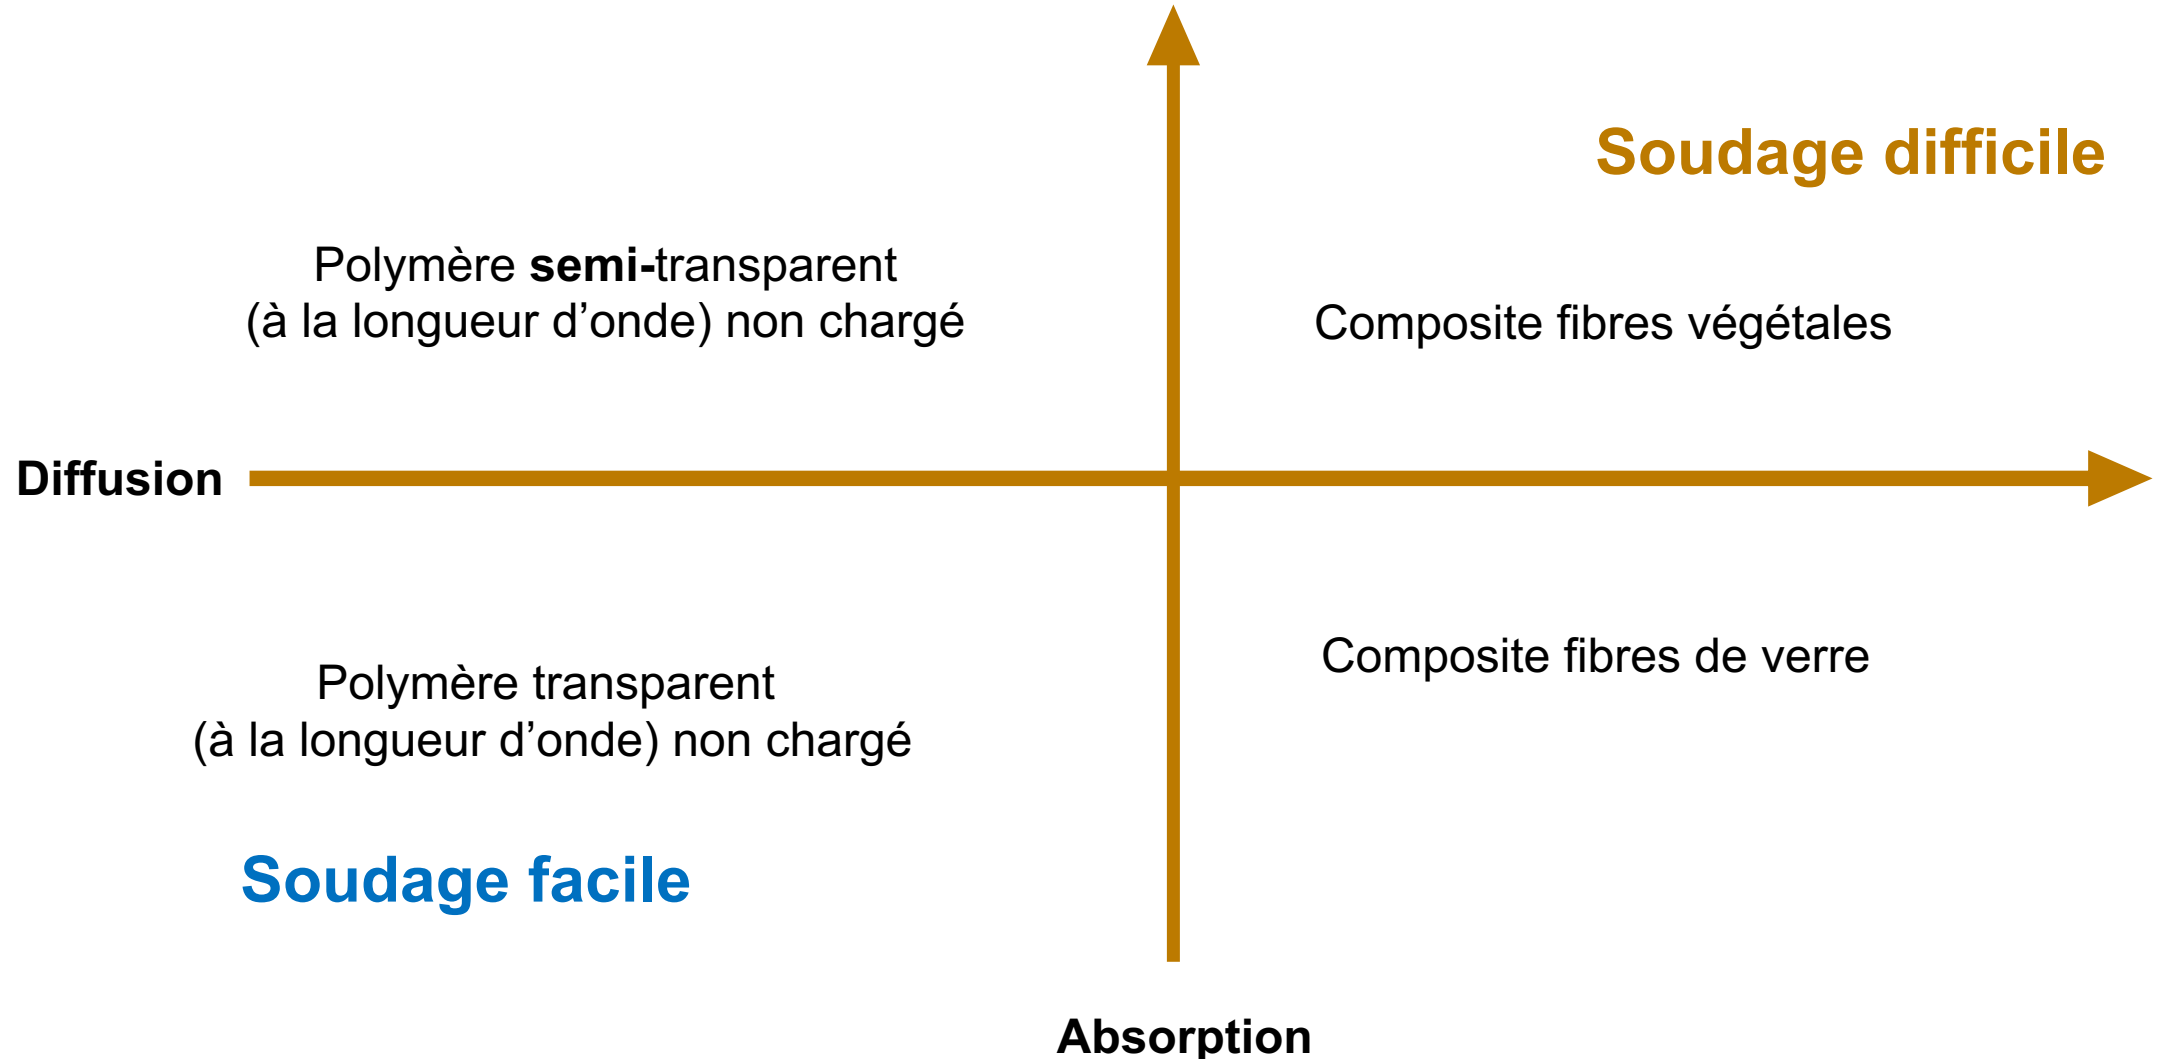 Soudage difficile
Polymère semi-transparent
(à la longueur d’onde) non chargé
Composite fibres végétales
Diffusion
Composite fibres de verre
Polymère transparent
(à la longueur d’onde) non chargé
Soudage facile
Absorption